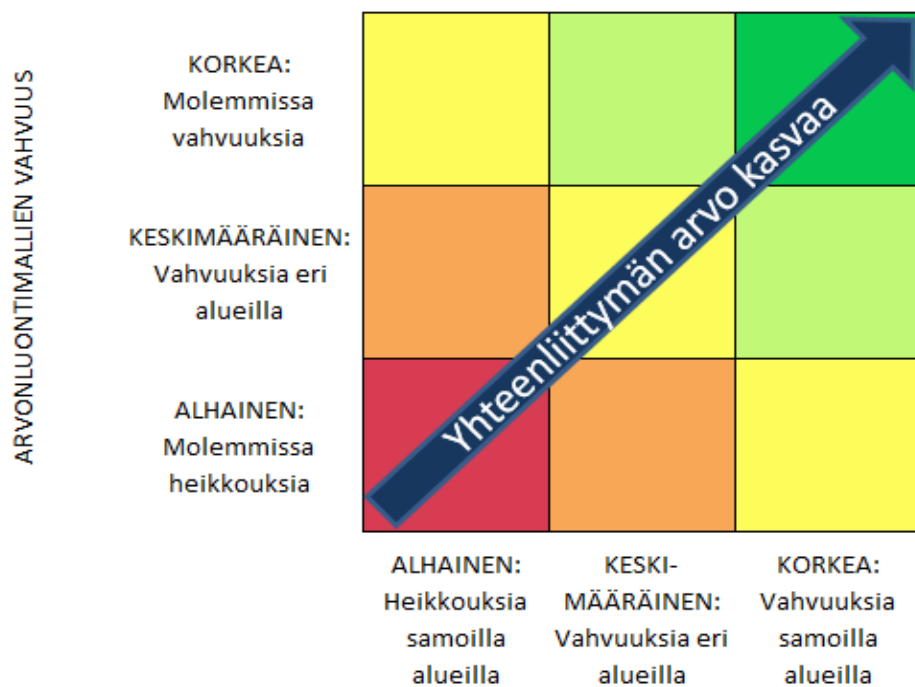 ARVONLUONTIMALLIEN VAHVUUS
KORKEA:
Molemmissa
vahvuuksia
KESKIMÄÄRÄINEN:
Vahvuuksia eri
alueilla
ALHAINEN:
Molemmissa
heikkouksia
Yhteenliittymän arvo kasvaa
ALHAINEN:
Heikkouksia
samoilla
alueilla
KESKI-
MÄÄRÄINEN:
Vahvuuksia eri
alueilla
KORKEA:
Vahvuuksia
samoilla
alueilla